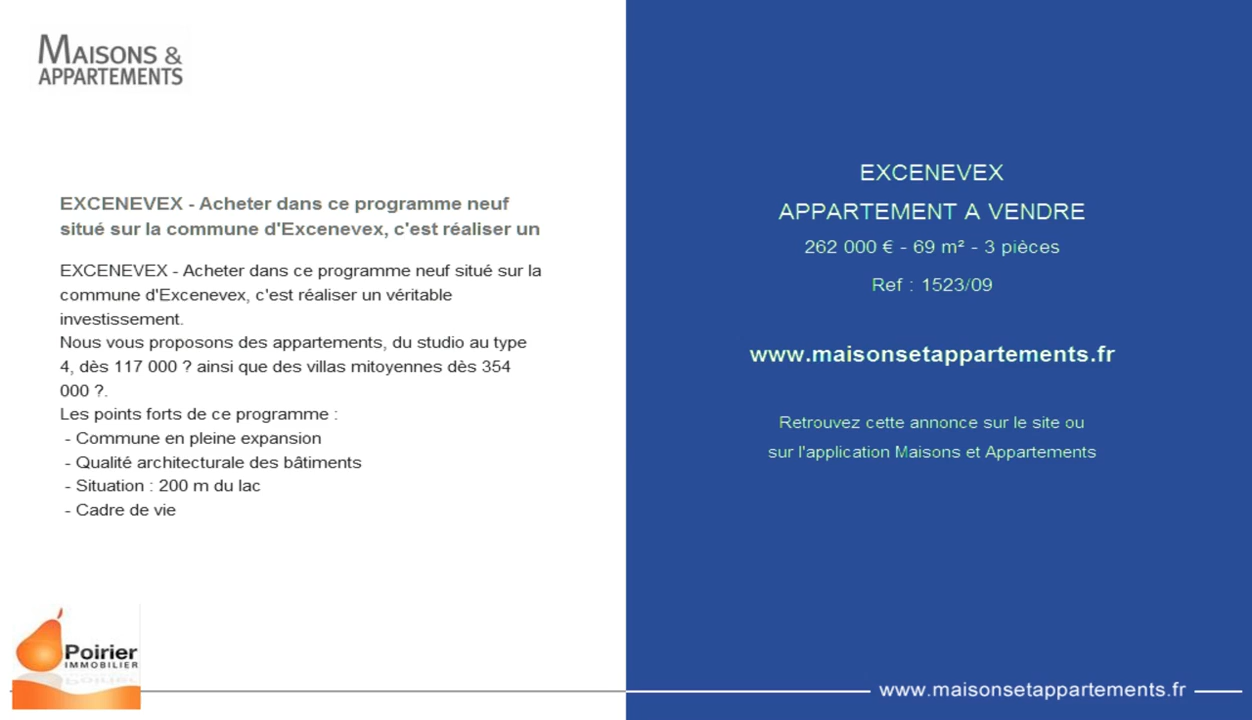 MAISONS &
APPARTEMENTS
EXCENEVEX - Acheter dans ce programme neuf
situé sur la commune d'Excenevex, c'est réaliser un
EXCENEVEX - Acheter dans ce programme neuf situé sur la
commune d'Excenevex, c'est réaliser un véritable
investissement.
Nous vous proposons des appartements, du studio au type
4, dès 117 000 ? ainsi que des villas mitoyennes dès 354
000 ?.
Les points forts de ce programme :
- Commune en pleine expansion
- Qualité architecturale des bâtiments
- Situation : 200 m du lac
- Cadre de vie
Poirier
IMMOBILIER
EXCENEVEX
APPARTEMENT A VENDRE
262 000 € - 69 m² - 3 pièces
Ref : 1523/09
www.maisonsetappartements.fr
Retrouvez cette annonce sur le site ou
sur l'application Maisons et Appartements
www.maisonsetappartements.fr